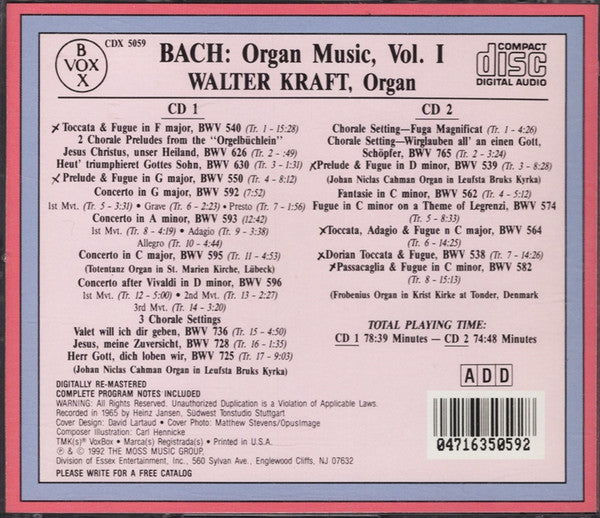 B
VOX
X
CDX 5059
BACH: Organ Music, Vol. I
WALTER KRAFT, Organ
COMPACT
disc
DIGITAL AUDIO
CD 1
Toccata & Fugue in F major, BWV 540 (Tr. 1 - 15:28)
2 Chorale Preludes from the "Orgelbüchlein"
Jesus Christus, unser Heiland, BWV 626 (Tr. 2 - :49)
Heut' triumphieret Gottes Sohn, BWV 630 (Tr. 3 - 1:31)
Prelude & Fugue in G major, BWV 550 (Tr. 4 - 8:12)
Concerto in G major, BWV 592 (7:52)
1st Mvt. (Tr. 5 - 3:31) • Grave (Tr. 6 - 2:23) • Presto (Tr. 7 - 1:56)
Concerto in A minor, BWV 593 (12:42)
1st Mvt. (Tr. 8 - 4:19) • Adagio (Tr. 9 - 3:38)
Allegro (Tr. 10 - 4:44)
Concerto in C major, BWV 595 (Tr. 11 - 4:53)
(Totentanz Organ in St. Marien Kirche, Lübeck)
Concerto after Vivaldi in D minor, BWV 596
1st Mvt. (Tr. 12 - 5:00) • 2nd Mvt. (Tr. 13 - 2:27)
3rd Mvt. (Tr. 14 - 3:20)
3 Chorale Settings
Valet will ich dir geben, BWV 736 (Tr. 15 - 4:50)
Jesus, meine Zuversicht, BWV 728 (Tr. 16 - 1:35)
Herr Gott, dich loben wir, BWV 725 (Tr. 17 - 9:03)
(Johan Niclas Cahman Organ in Leufsta Bruks Kyrka)
CD 2
Chorale Setting—Fuga Magnificat (Tr. 1 - 4:26)
Chorale Setting—Wirglauben all' an einen Gott,
Schöpfer, BWV 765 (Tr. 2 - 3:24)
Prelude & Fugue in D minor, BWV 539 (Tr. 3 - 8:28)
(Johan Niclas Cahman Organ in Leufsta Bruks Kyrka)
Fantasie in C minor, BWV 562 (Tr. 4 - 5:12)
Fugue in C minor on a Theme of Legrenzi, BWV 574
(Tr. 5 - 8:33)
Toccata, Adagio & Fugue n C major, BWV 564
(Tr. 6 - 14:25)
Dorian Toccata & Fugue, BWV 538 (Tr. 7 - 14:26)
Passacaglia & Fugue in C minor, BWV 582
(Tr. 8 - 15:13)
(Frobenius Organ in Krist Kirke at Tonder, Denmark
TOTAL PLAYING TIME:
CD 1 78:39 Minutes — CD 2 74:48 Minutes
A D D
DIGITALLY RE-MASTERED
COMPLETE PROGRAM NOTES INCLUDED
WARNING: All Rights Reserved. Unauthorized Duplication is a Violation of Applicable Laws.
Recorded in 1965 by Heinz Jansen, Südwest Tonstudio Stuttgart
Cover Design: David Lartaud • Cover Photo: Matthew Stevens/OpusImage
Composer Illustration: Carl Hennicke
TMK(s)® VoxBox • Marca(s) Registrada(s) • Printed in U.S.A.
℗ & © 1992 THE MOSS MUSIC GROUP.
Division of Essex Entertainment, Inc., 560 Sylvan Ave., Englewood Cliffs, NJ 07632
PLEASE WRITE FOR A FREE CATALOG
04716350592